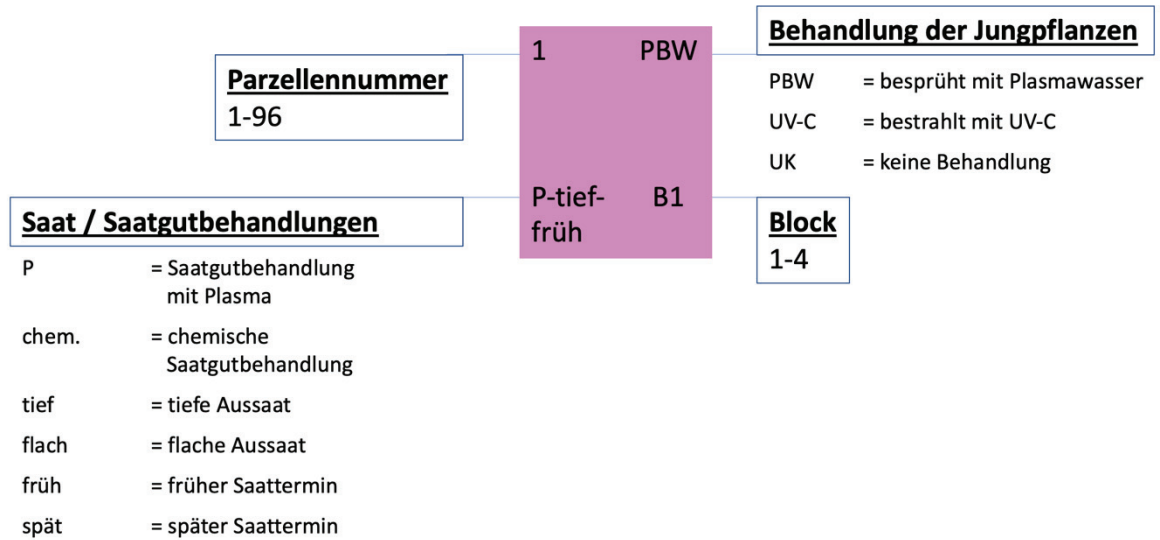 Parzellennummer
1-96
1 PBW
P-tief- B1
früh
Behandlung der Jungpflanzen
PBW = besprüht mit Plasmawasser
UV-C = bestrahlt mit UV-C
UK = keine Behandlung
Block
1-4
Saat / Saatgutbehandlungen
P = Saatgutbehandlung
mit Plasma
chem. = chemische
Saatgutbehandlung
tief = tiefe Aussaat
flach = flache Aussaat
früh = früher Saattermin
spät = später Saattermin